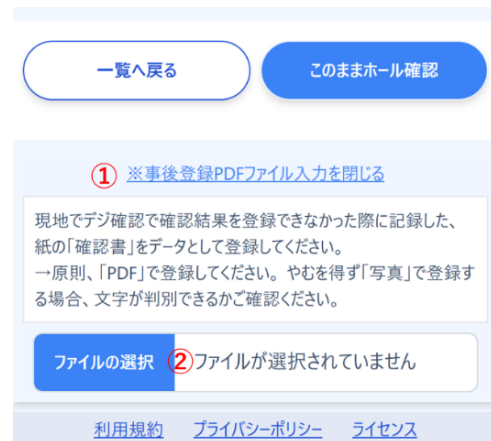 一覧へ戻る このままホール確認
① ※事後登録PDFファイル入力を閉じる
現地でデジ確認で確認結果を登録できなかった際に記録した、
紙の「確認書」をデータとして登録してください。
→原則、「PDF」で登録してください。やむを得ず「写真」で登録す
る場合、文字が判別できるかご確認ください。
ファイルの選択 ②ファイルが選択されていません
利用規約 プライバシーポリシー ライセンス